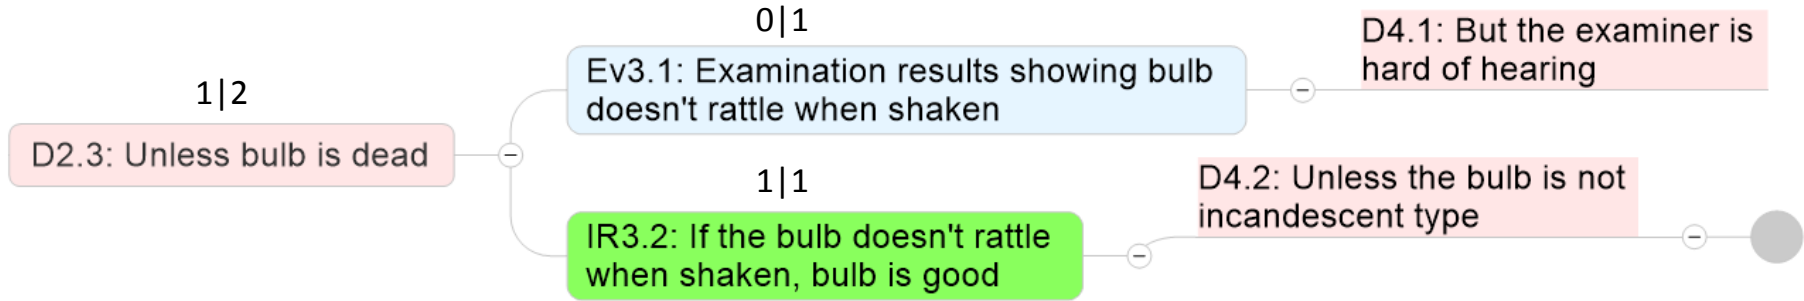 1|2
D2.3: Unless bulb is dead
0|1
Ev3.1: Examination results showing bulb
doesn't rattle when shaken
D4.1: But the examiner is
hard of hearing
1|1
IR3.2: If the bulb doesn't rattle
when shaken, bulb is good
D4.2: Unless the bulb is not
incandescent type